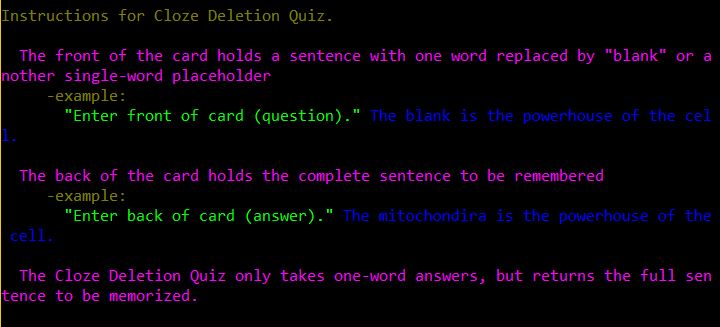 Instructions for Cloze Deletion Quiz.
The front of the card holds a sentence with one word replaced by "blank" or a
nother single-word placeholder
-example:
"Enter front of card (question)." The blank is the powerhouse of the cel
l.
The back of the card holds the complete sentence to be remembered
-example:
"Enter back of card (answer)." The mitochondira is the powerhouse of the
cell.
The Cloze Deletion Quiz only takes one-word answers, but returns the full sen
tence to be memorized.